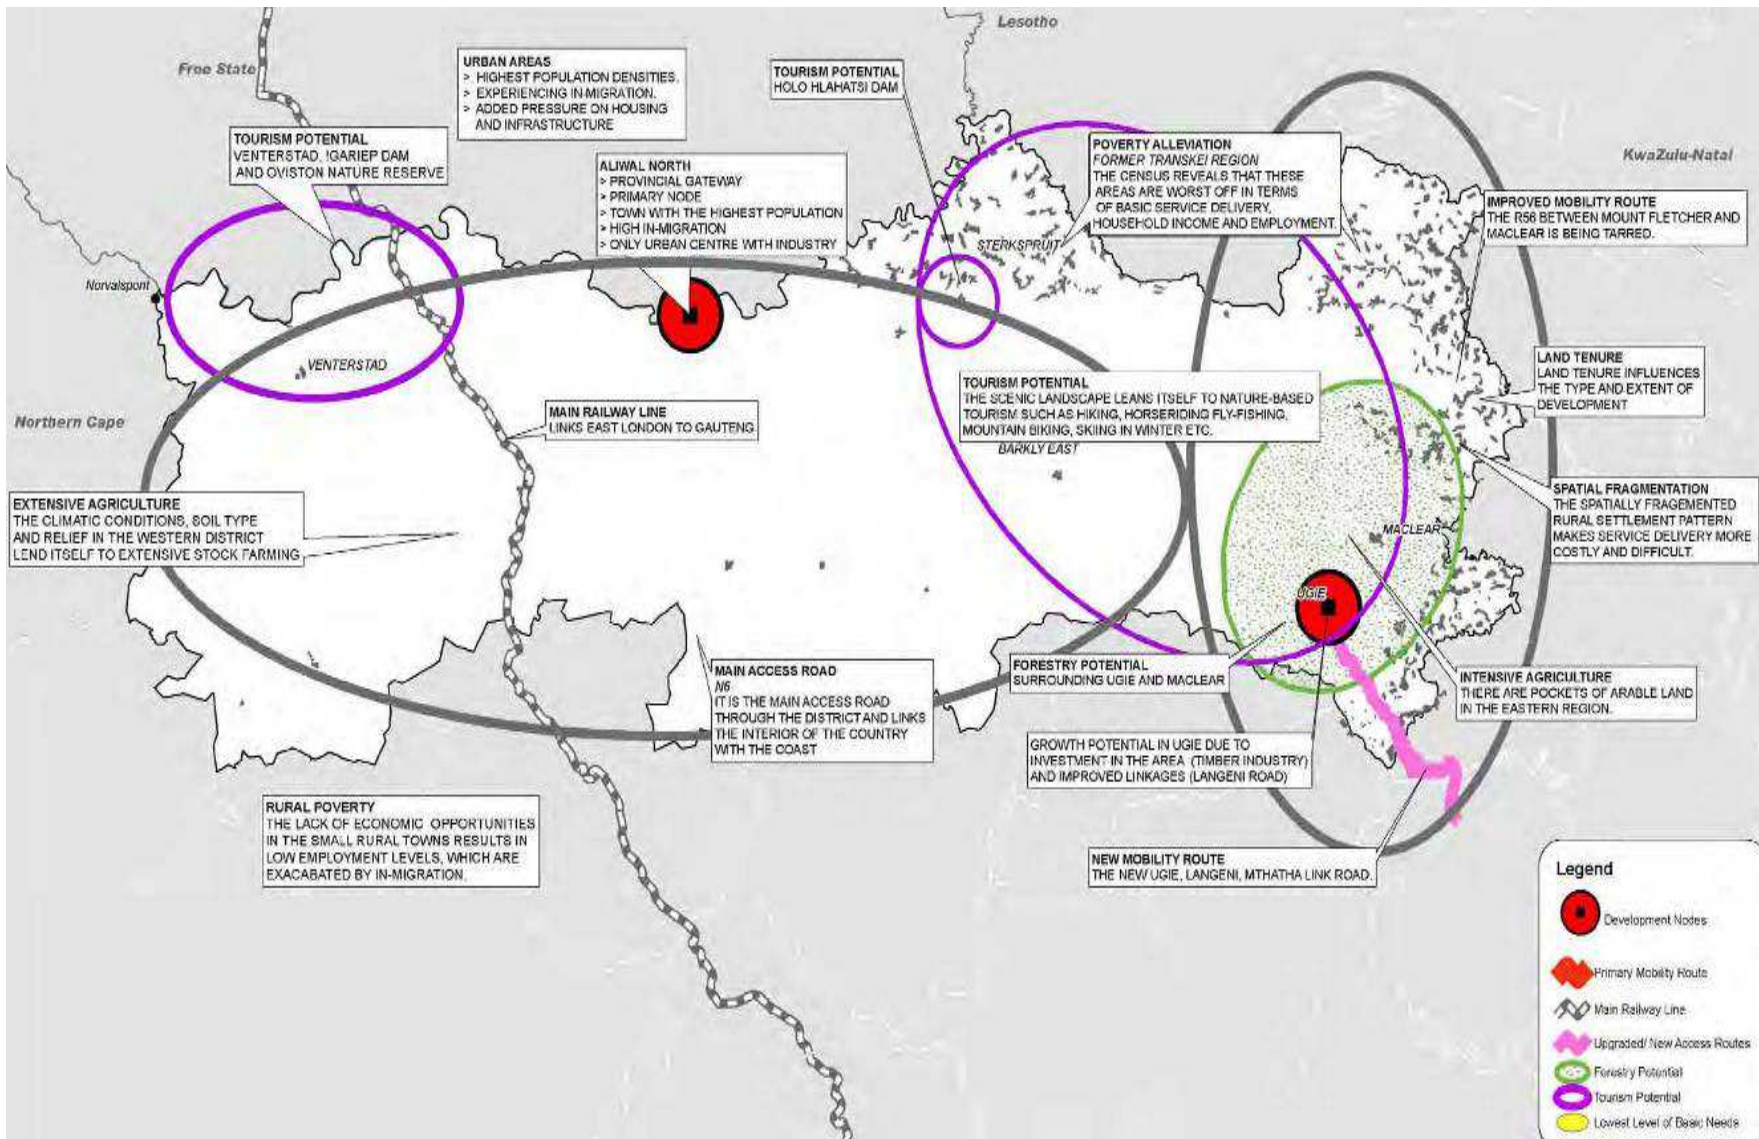 Lesotho
Free State
URBAN AREAS
> HIGHEST POPULATION DENSITIES.
> EXPERIENCING IN-MIGRATION.
> ADDED PRESSURE ON HOUSING
AND INFRASTRUCTURE
TOURISM POTENTIAL
HOLO HLAHATSI DAM
TOURISM POTENTIAL
VENTERSTAD, !GARIEP DAM
AND OVISTON NATURE RESERVE
ALIWAL NORTH
> PROVINCIAL GATEWAY
> PRIMARY NODE
> TOWN WITH THE HIGHEST POPULATION
> HIGH IN-MIGRATION
> ONLY URBAN CENTRE WITH INDUSTRY
POVERTY ALLEVIATION
FORMER TRANSKEI REGION
THE CENSUS REVEALS THAT THESE
AREAS ARE WORST OFF IN TERMS
OF BASIC SERVICE DELIVERY,
HOUSEHOLD INCOME AND EMPLOYMENT.
KwaZulu-Natal
IMPROVED MOBILITY ROUTE
THE R56 BETWEEN MOUNT FLETCHER AND
MACLEAR IS BEING TARRED.
STERKSPRUIT
Norvalspont
VENTERSTAD
LAND TENURE
LAND TENURE INFLUENCES
THE TYPE AND EXTENT OF
DEVELOPMENT
TOURISM POTENTIAL
THE SCENIC LANDSCAPE LEANS ITSELF TO NATURE-BASED
TOURISM SUCH AS HIKING, HORSERIDING FLY-FISHING,
MOUNTAIN BIKING, SKIING IN WINTER ETC.
BARKLY EAST
MAIN RAILWAY LINE
LINKS EAST LONDON TO GAUTENG
Northern Cape
EXTENSIVE AGRICULTURE
THE CLIMATIC CONDITIONS, SOIL TYPE
AND RELIEF IN THE WESTERN DISTRICT
LEND ITSELF TO EXTENSIVE STOCK FARMING
SPATIAL FRAGMENTATION
THE SPATIALLY FRAGEMENTED
RURAL SETTLEMENT PATTERN
MAKES SERVICE DELIVERY MORE
COSTLY AND DIFFICULT.
MACLEAR
UGIE
MAIN ACCESS ROAD
N6
IT IS THE MAIN ACCESS ROAD
THROUGH THE DISTRICT AND LINKS
THE INTERIOR OF THE COUNTRY
WITH THE COAST
FORESTRY POTENTIAL
SURROUNDING UGIE AND MACLEAR
INTENSIVE AGRICULTURE
THERE ARE POCKETS OF ARABLE LAND
IN THE EASTERN REGION.
GROWTH POTENTIAL IN UGIE DUE TO
INVESTMENT IN THE AREA (TIMBER INDUSTRY)
AND IMPROVED LINKAGES (LANGENI ROAD)
RURAL POVERTY
THE LACK OF ECONOMIC OPPORTUNITIES
IN THE SMALL RURAL TOWNS RESULTS IN
LOW EMPLOYMENT LEVELS, WHICH ARE
EXACABATED BY IN-MIGRATION.
NEW MOBILITY ROUTE
THE NEW UGIE, LANGENI, MTHATHA LINK ROAD.
Legend
Development Nodes
Primary Mobility Route
Main Railway Line
Upgraded/ New Access Routes
Forestry Potential
Tourism Potential
Lowest Level of Basic Needs